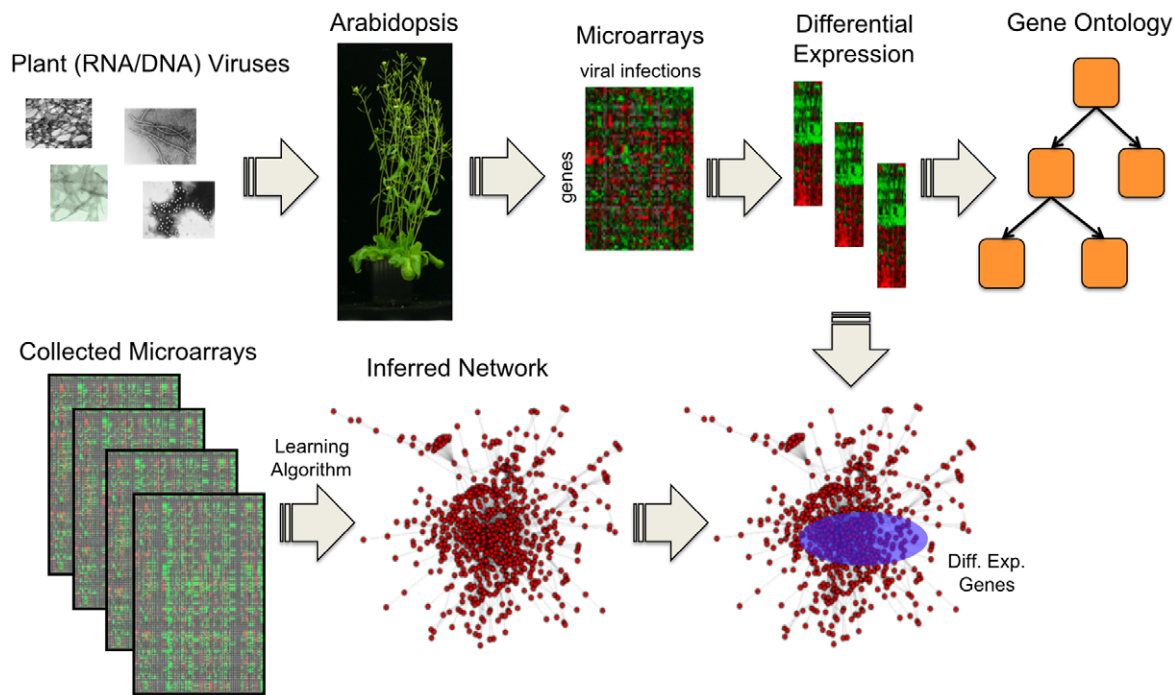 Plant (RNA/DNA) Viruses
Arabidopsis
Microarrays
viral infections
genes
Differential
Expression
Gene Ontology
Collected Microarrays
Learning
Algorithm
Inferred Network
Diff. Exp.
Genes